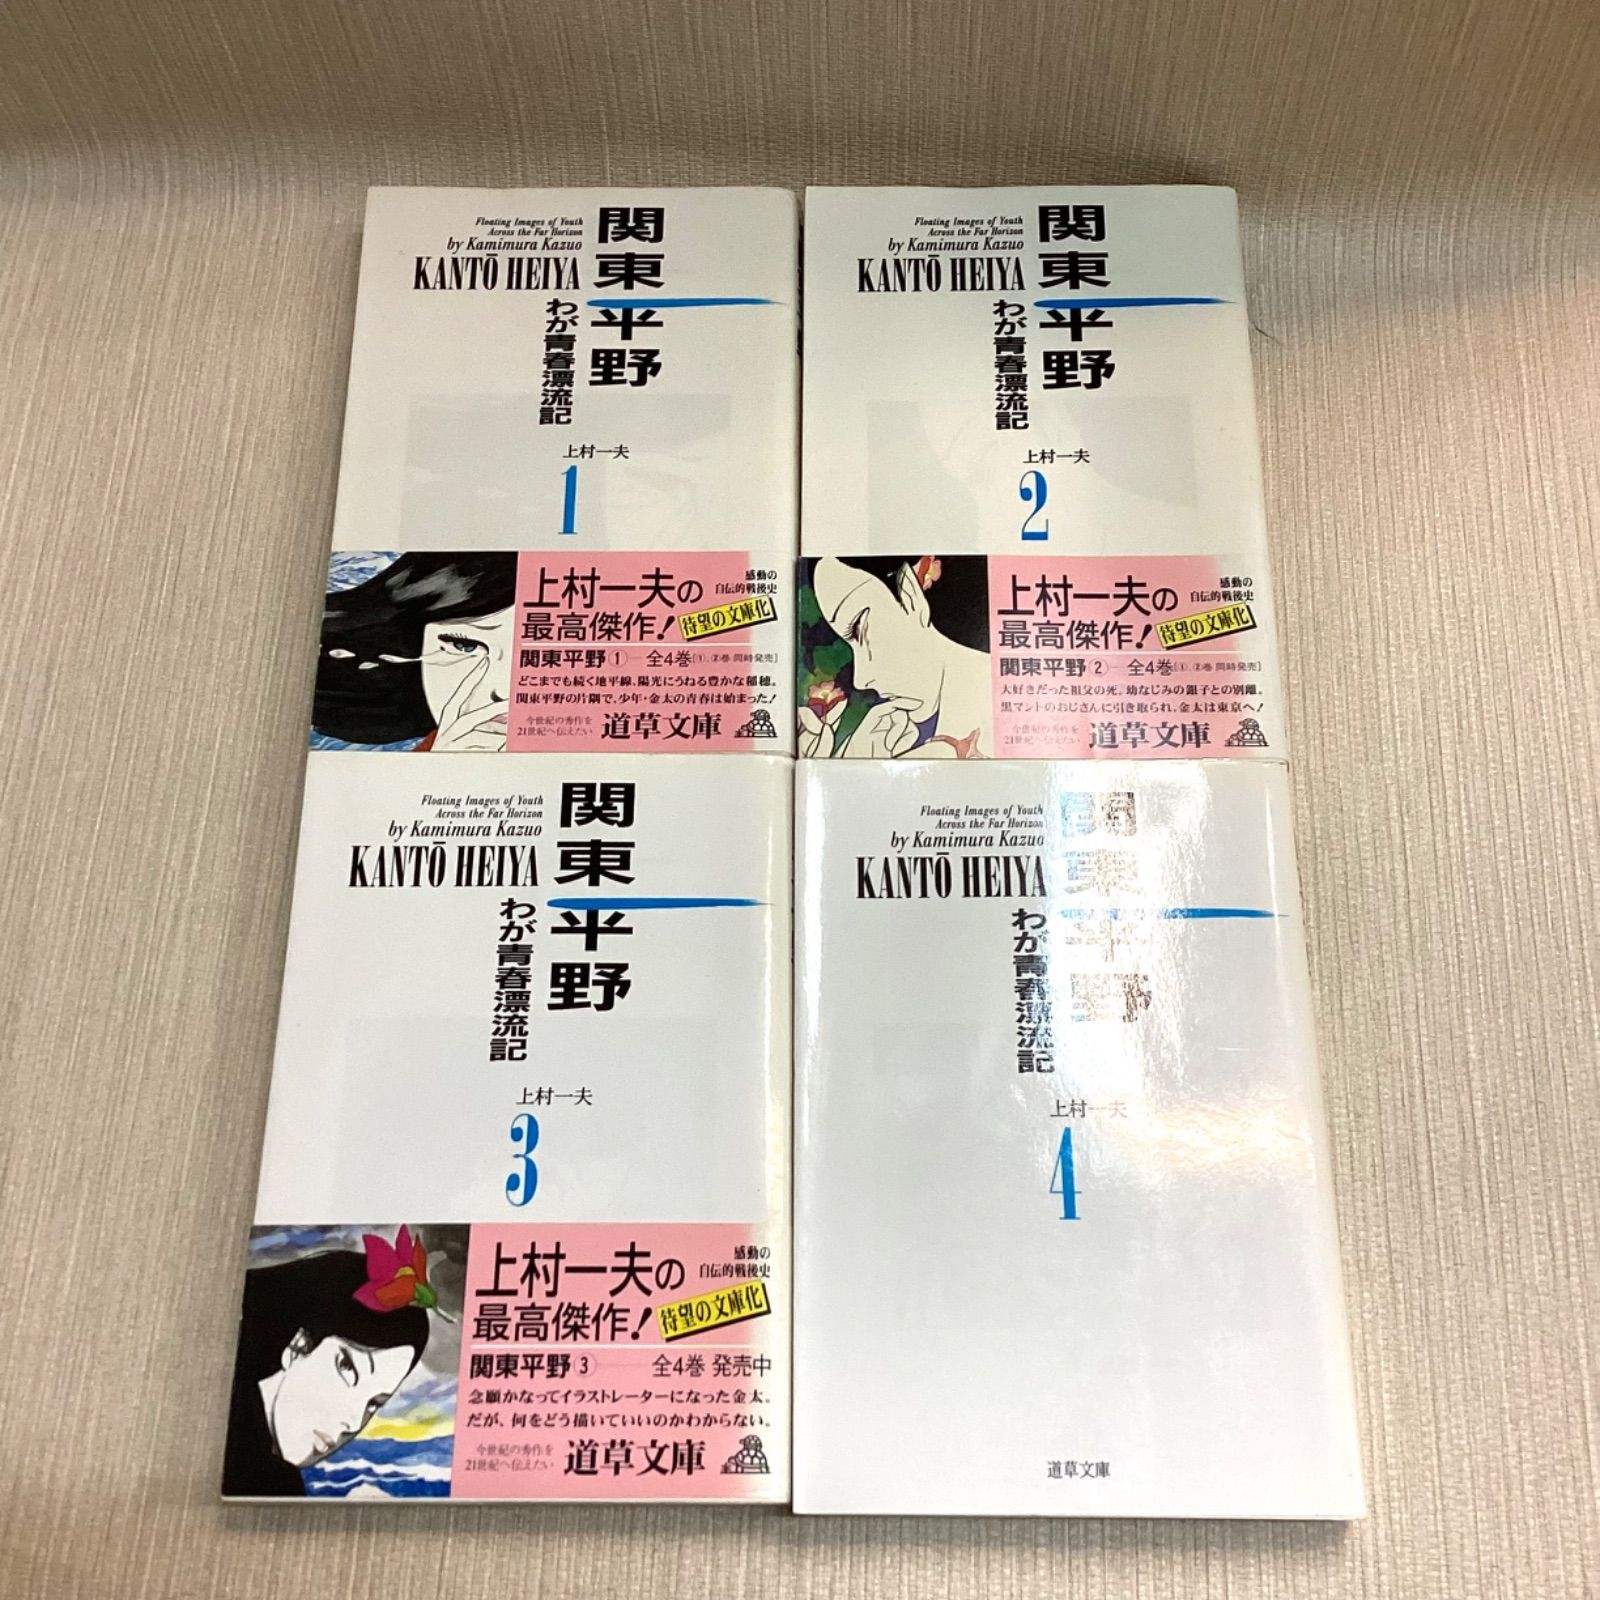 Floating Images of Youth
Across the Far Horizon
by Kamimura Kazuo
KANTŌ HEIYA
関東平野
わが青春漂流記
上村一夫
1
上村一夫の
最高傑作!
感動の
自伝的戦後史
待望の文庫化
関東平野① 全4巻[①、②巻 同時発売]
どこまでも続く地平線、陽光にうねる豊かな稲穂。
関東平野の片隅で、少年・金太の青春は始まった!
今世紀の秀作を
21世紀へ伝えたい
道草文庫
Floating Images of Youth
Across the Far Horizon
by Kamimura Kazuo
KANTŌ HEIYA
関東平野
わが青春漂流記
上村一夫
2
上村一夫の
最高傑作!
感動の
自伝的戦後史
待望の文庫化
関東平野② 全4巻[①、②巻 同時発売]
大好きだった祖父の死。幼なじみの銀子との別離。
黒マントのおじさんに引き取られ、金太は東京へ!
今世紀の秀作を
21世紀へ伝えたい
道草文庫
Floating Images of Youth
Across the Far Horizon
by Kamimura Kazuo
KANTŌ HEIYA
関東平野
わが青春漂流記
上村一夫
3
上村一夫の
最高傑作!
感動の
自伝的戦後史
待望の文庫化
関東平野③ 全4巻 発売中
念願かなってイラストレーターになった金太。
だが、何をどう描いていいのかわからない。
今世紀の秀作を
21世紀へ伝えたい
道草文庫
Floating Images of Youth
Across the Far Horizon
by Kamimura Kazuo
KANTŌ HEIYA
関東平野
わが青春漂流記
上村一夫
4
道草文庫